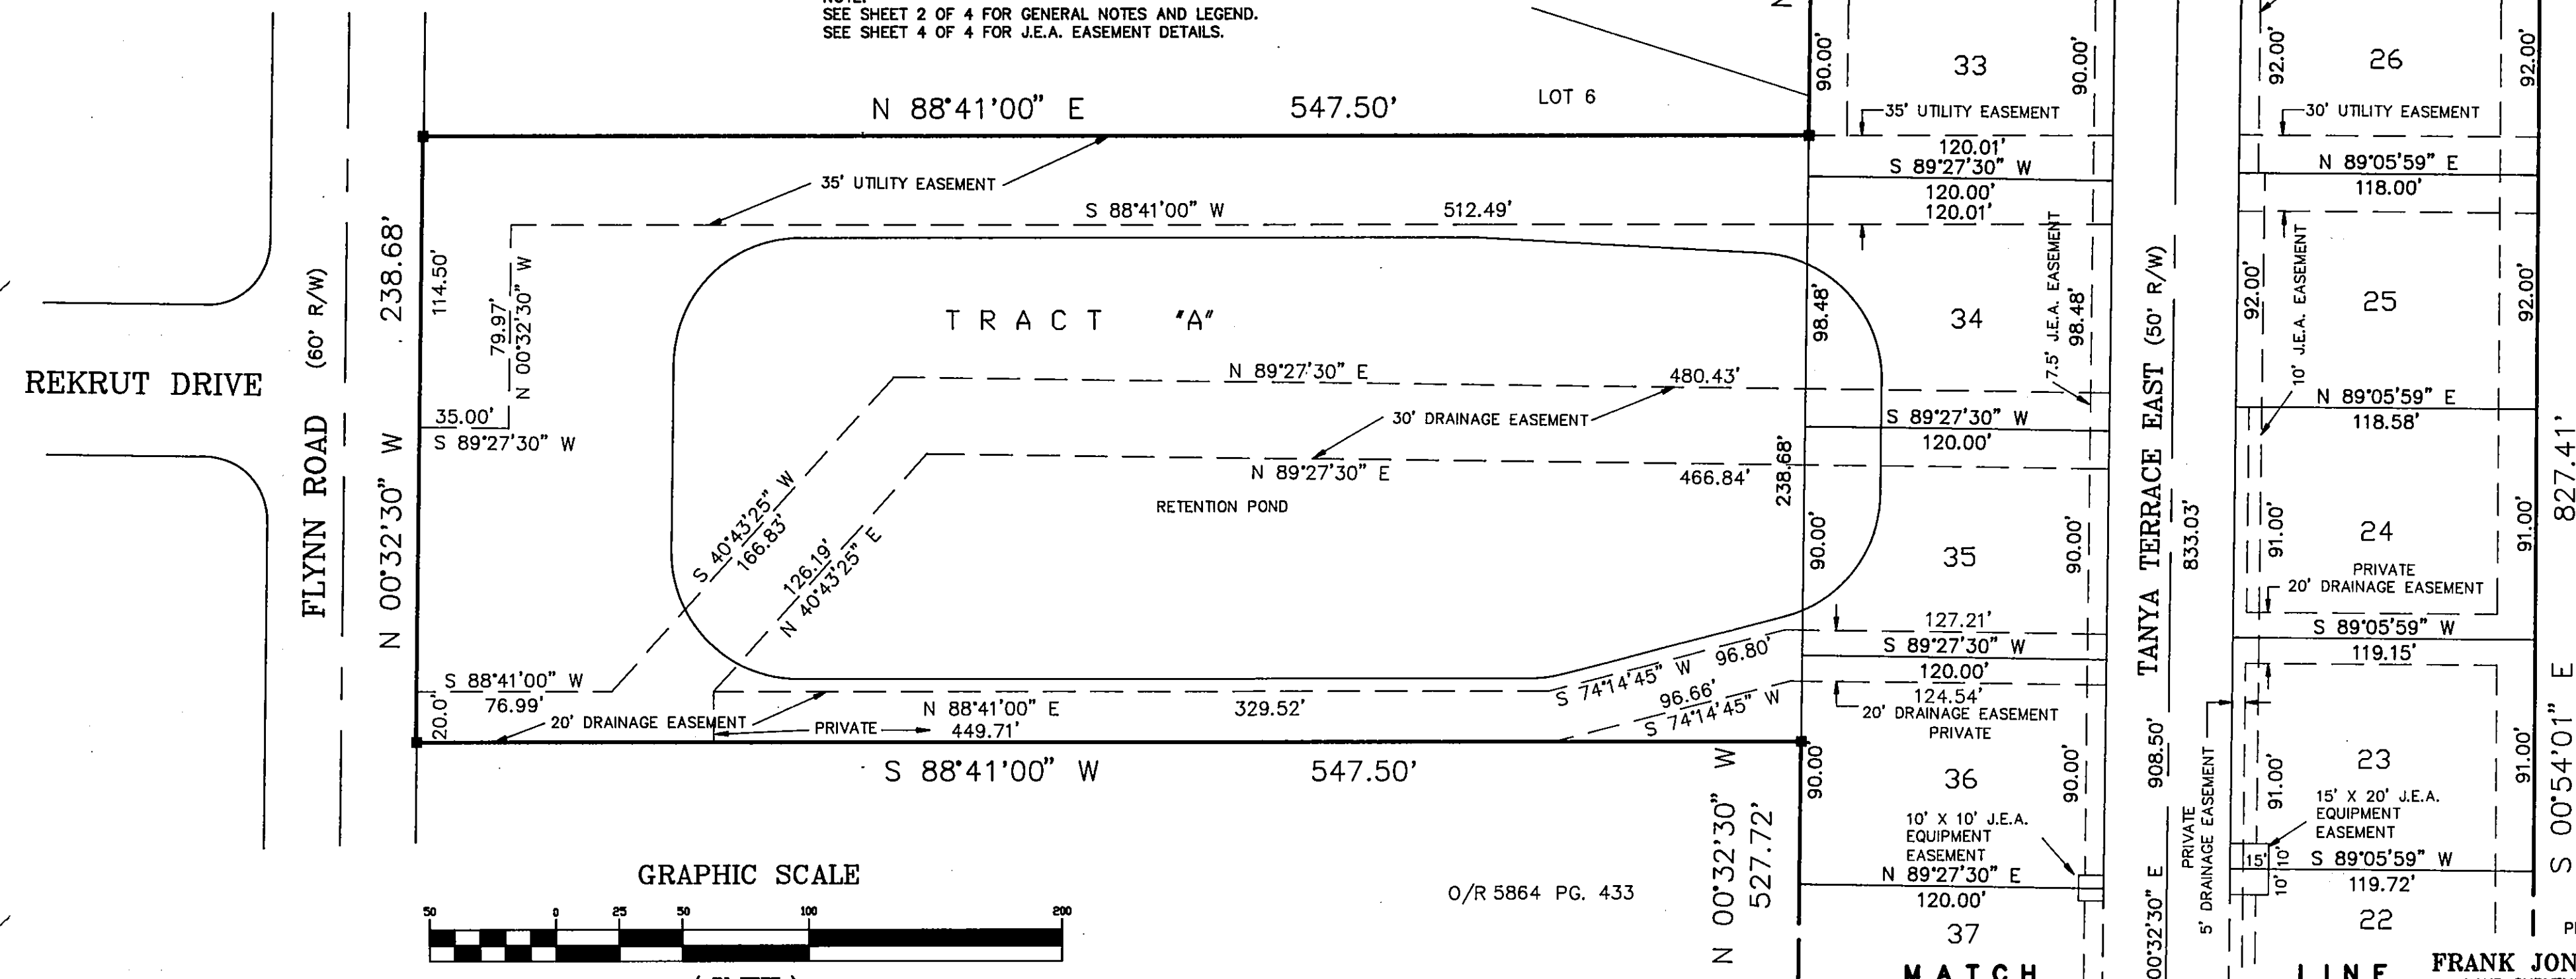 SEE SHEET 2 OF 4 FOR GENERAL NOTES AND LEGEND.
SEE SHEET 4 OF 4 FOR J.E.A. EASEMENT DETAILS.
N 88°41'00" E 547.50'
LOT 6
35' UTILITY EASEMENT
S 88°41'00" W 512.49'
238.68'
114.50'
79.97'
N 00°32'30" W
35.00'
S 89°27'30" W
TRACT "A"
REKRUT DRIVE
FLYNN ROAD (60' R/W)
N 00°32'30" W
N 89°27'30" E 480.43'
30' DRAINAGE EASEMENT
N 89°27'30" E 466.84'
RETENTION POND
238.68'
S 40°43'25" W
166.83'
126.19'
N 40°43'25" E
S 88°41'00" W
76.99'
20.0'
20' DRAINAGE EASEMENT
PRIVATE
N 88°41'00" E 329.52'
449.71'
S 74°14'45" W 96.80'
96.66'
S 74°14'45" W
S 88°41'00" W 547.50'
GRAPHIC SCALE
50 0 25 50 100 200
O/R 5864 PG. 433
N 00°32'30" W
527.72'
90.00'
33
90.00'
35' UTILITY EASEMENT
120.01'
S 89°27'30" W
120.00'
120.01'
98.48'
34
7.5' J.E.A. EASEMENT
98.48'
S 89°27'30" W
120.00'
90.00'
35
90.00'
127.21'
S 89°27'30" W
120.00'
124.54'
20' DRAINAGE EASEMENT
PRIVATE
90.00'
36
90.00'
10' X 10' J.E.A.
EQUIPMENT
EASEMENT
N 89°27'30" E
120.00'
37
MATCH LINE
TANYA TERRACE EAST (50' R/W)
833.03'
908.50'
00°32'30" E
PRIVATE
5' DRAINAGE EASEMENT
92.00'
26
92.00'
30' UTILITY EASEMENT
N 89°05'59" E
118.00'
92.00'
10' J.E.A. EASEMENT
25
92.00'
N 89°05'59" E
118.58'
91.00'
24
91.00'
PRIVATE
20' DRAINAGE EASEMENT
S 89°05'59" W
119.15'
91.00'
23
91.00'
15' X 20' J.E.A.
EQUIPMENT
EASEMENT
15'
10'
10'
S 89°05'59" W
119.72'
22
827.41'
S 00°54'01" E
FRANK JON